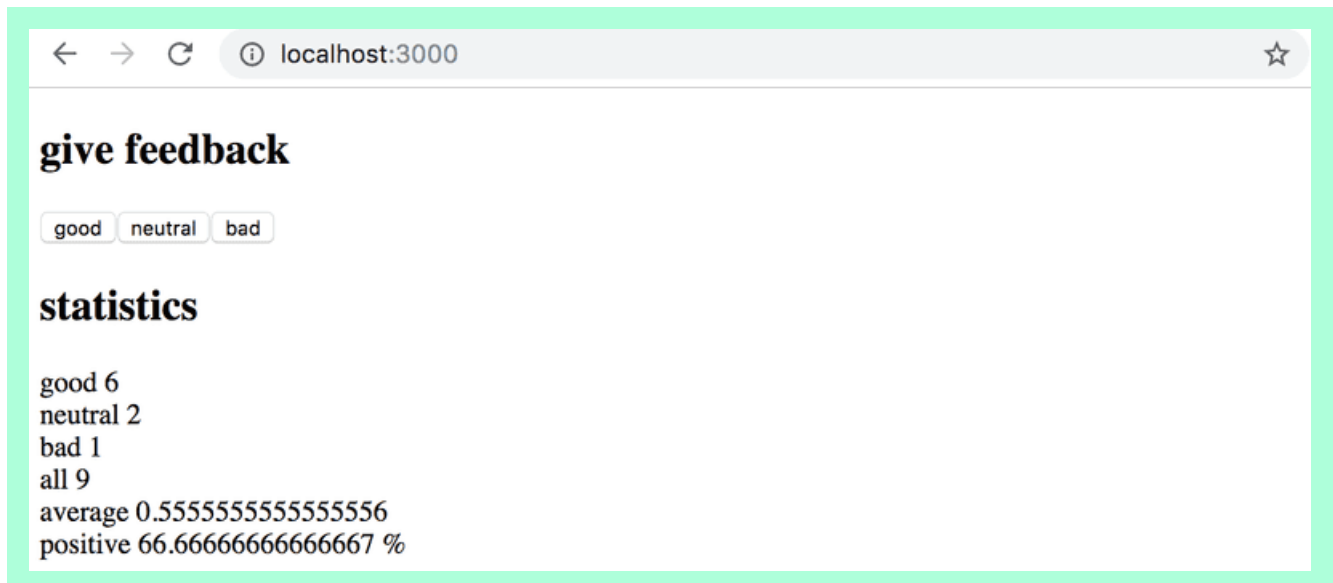 localhost:3000
give feedback
good neutral bad
statistics
good 6
neutral 2
bad 1
all 9
average 0.5555555555555556
positive 66.66666666666667 %